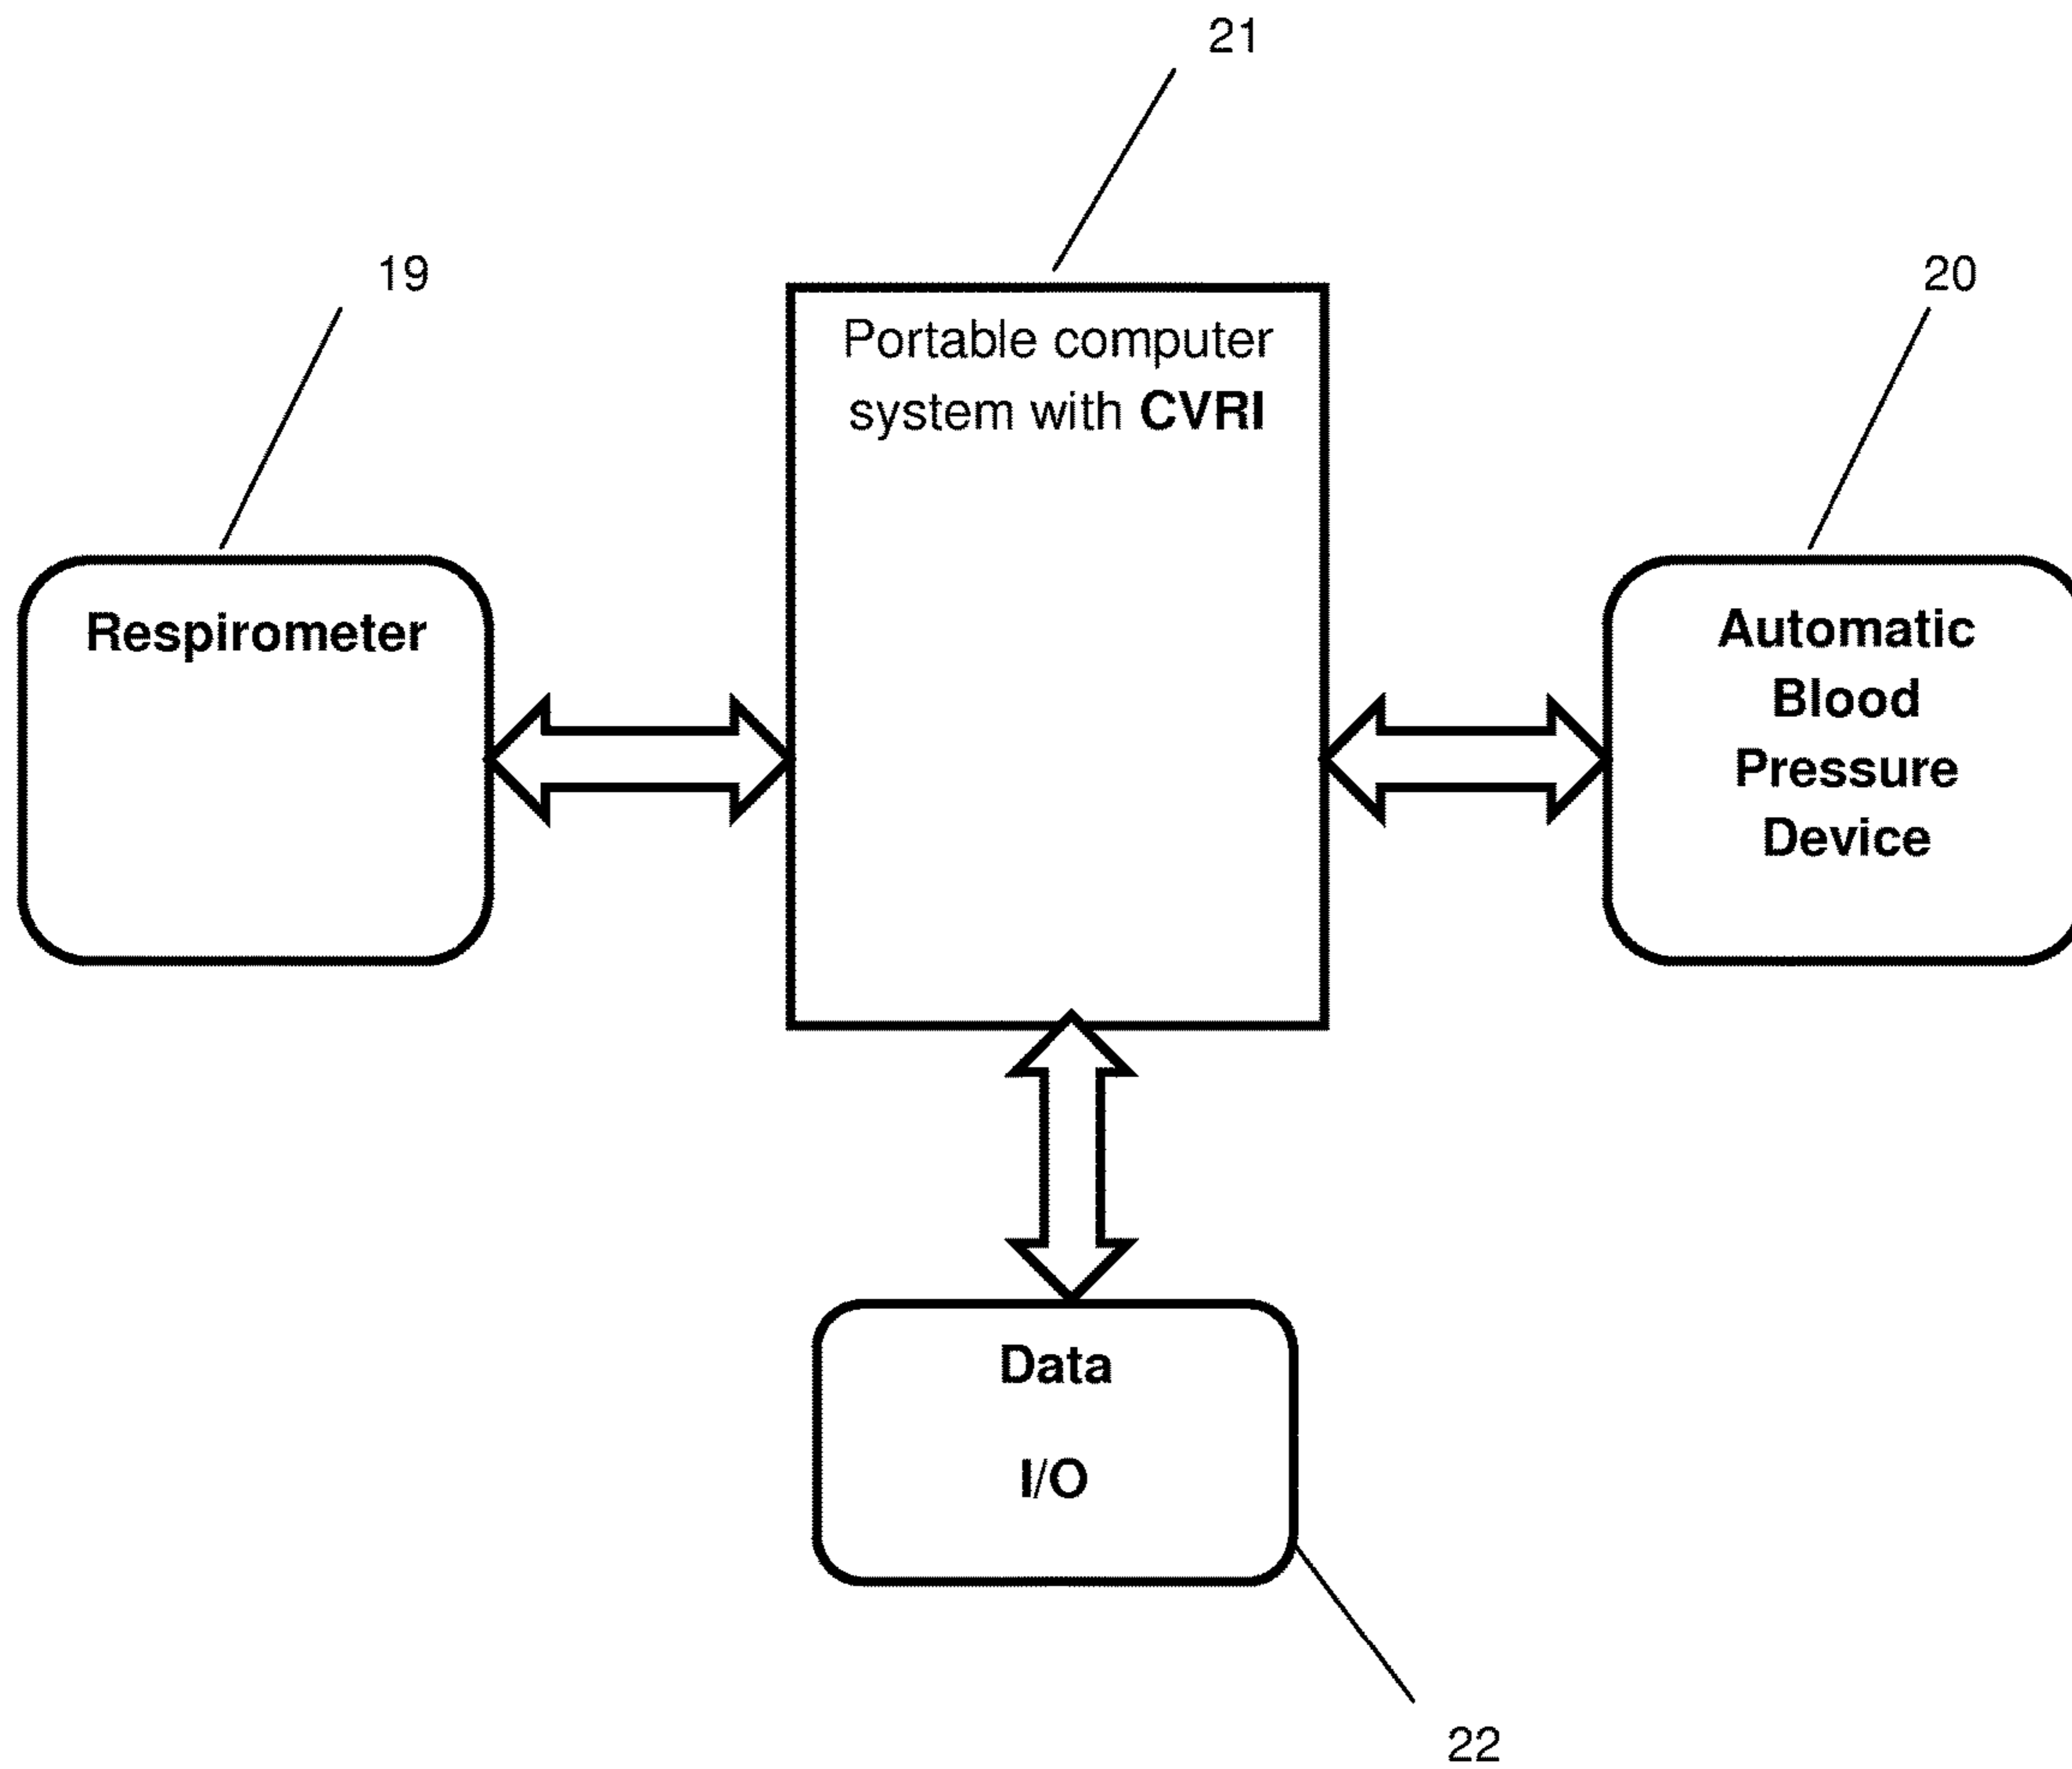 21
19
20
Portable computer
system with CVRI
Respirometer
Automatic
Blood
Pressure
Device
Data
I/O
22